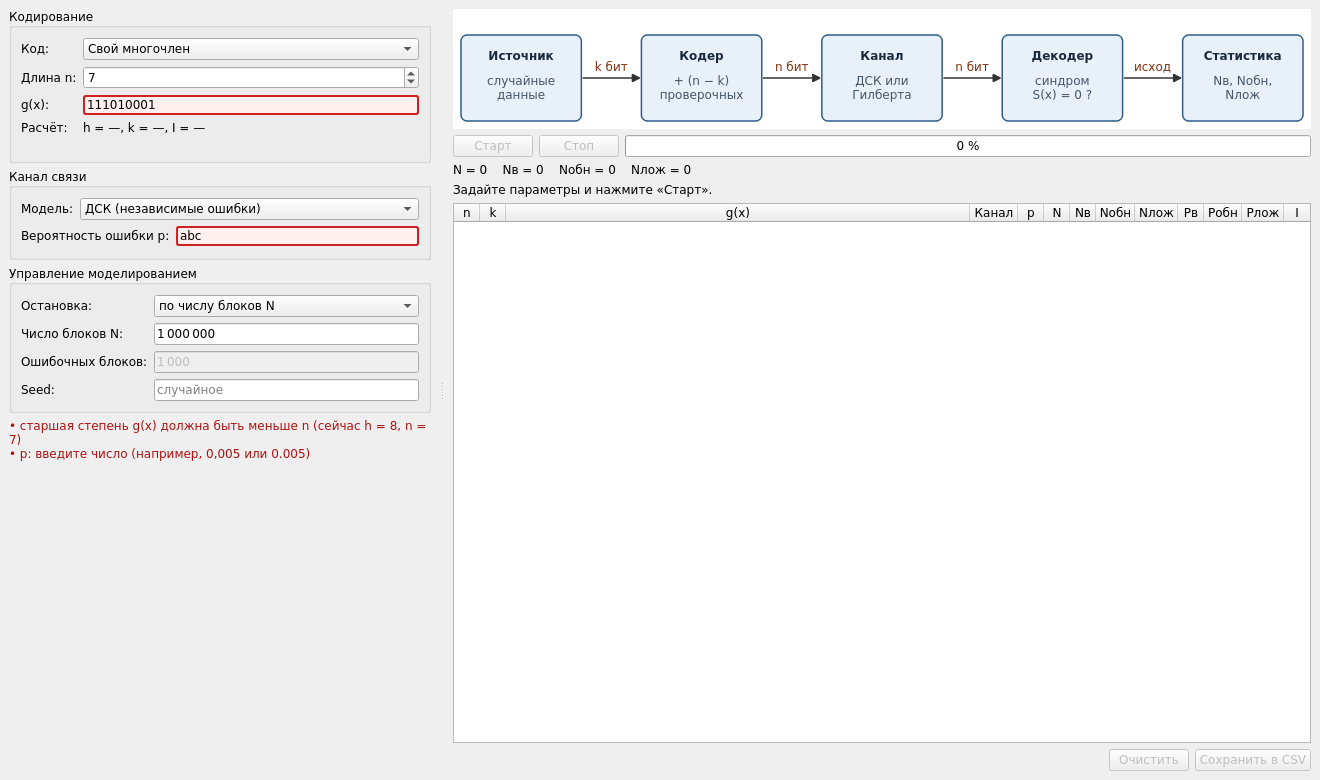 Кодирование
Код: Свой многочлен
Длина n: 7
g(x): 111010001
Расчёт: h = —, k = —, I = —
Канал связи
Модель: ДСК (независимые ошибки)
Вероятность ошибки p: abc
Управление моделированием
Остановка: по числу блоков N
Число блоков N: 1 000 000
Ошибочных блоков: 1 000
Seed: случайное
• старшая степень g(x) должна быть меньше n (сейчас h = 8, n =
7)
• p: введите число (например, 0,005 или 0.005)
Источник
случайные
данные
k бит
Кодер
+ (n − k)
проверочных
n бит
Канал
ДСК или
Гилберта
n бит
Декодер
синдром
S(x) = 0 ?
исход
Статистика
Nв, Nобн,
Nлож
Старт Стоп 0 %
N = 0 Nв = 0 Nобн = 0 Nлож = 0
Задайте параметры и нажмите «Старт».
n k g(x) Канал p N Nв Nобн Nлож Pв Pобн Pлож I
Очистить Сохранить в CSV